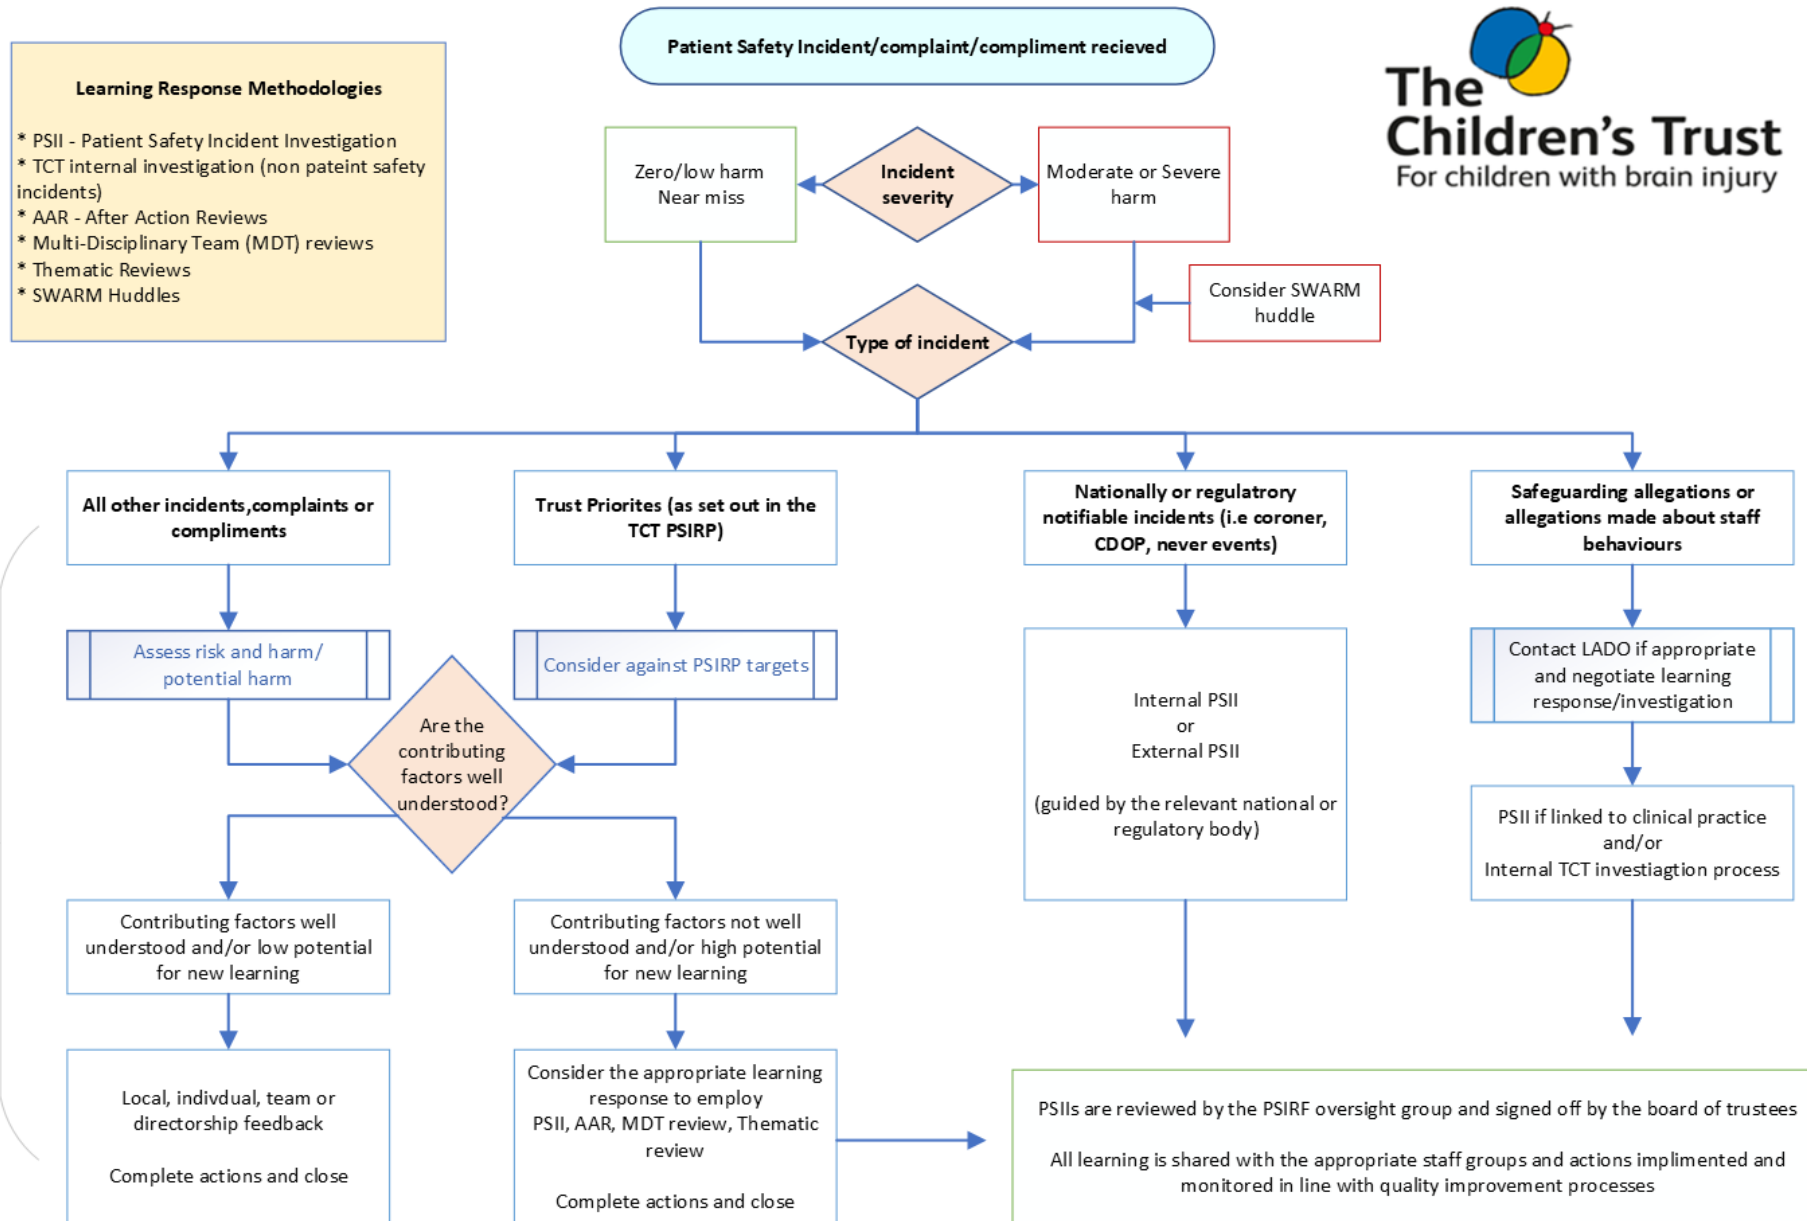 Patient Safety Incident/complaint/compliment recieved
The
Children's Trust
For children with brain injury
Learning Response Methodologies
* PSII - Patient Safety Incident Investigation
* TCT internal investigation (non pateint safety
incidents)
* AAR - After Action Reviews
* Multi-Disciplinary Team (MDT) reviews
* Thematic Reviews
* SWARM Huddles
Zero/low harm
Near miss
Incident
severity
Moderate or Severe
harm
Consider SWARM
huddle
Type of incident
All other incidents,complaints or
compliments
Trust Priorites (as set out in the
TCT PSIRP)
Nationally or regulatrory
notifiable incidents (i.e coroner,
CDOP, never events)
Safeguarding allegations or
allegations made about staff
behaviours
Assess risk and harm/
potential harm
Consider against PSIRP targets
Are the
contributing
factors well
understood?
Internal PSII
or
External PSII
(guided by the relevant national or
regulatory body)
Contact LADO if appropriate
and negotiate learning
response/investigation
PSII if linked to clinical practice
and/or
Internal TCT investiagtion process
Contributing factors well
understood and/or low potential
for new learning
Contributing factors not well
understood and/or high potential
for new learning
Local, indivdual, team or
directorship feedback
Complete actions and close
Consider the appropriate learning
response to employ
PSII, AAR, MDT review, Thematic
review
Complete actions and close
PSIIs are reviewed by the PSIRF oversight group and signed off by the board of trustees
All learning is shared with the appropriate staff groups and actions implimented and
monitored in line with quality improvement processes